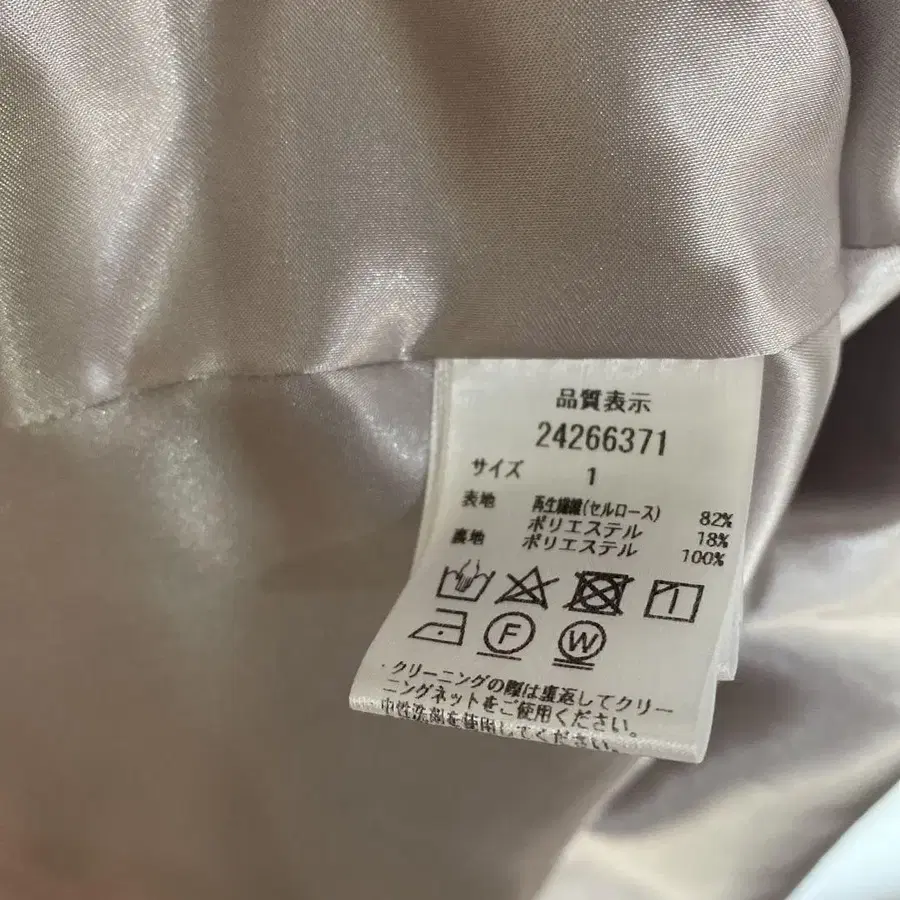 品質表示
24266371
サイズ 1
表地 再生繊維(セルロース) 82%
ポリエステル 18%
裏地 ポリエステル 100%
F W
・クリーニングの際は裏返してクリー
ニングネットをご使用ください。
中性洗剤を使用してください。